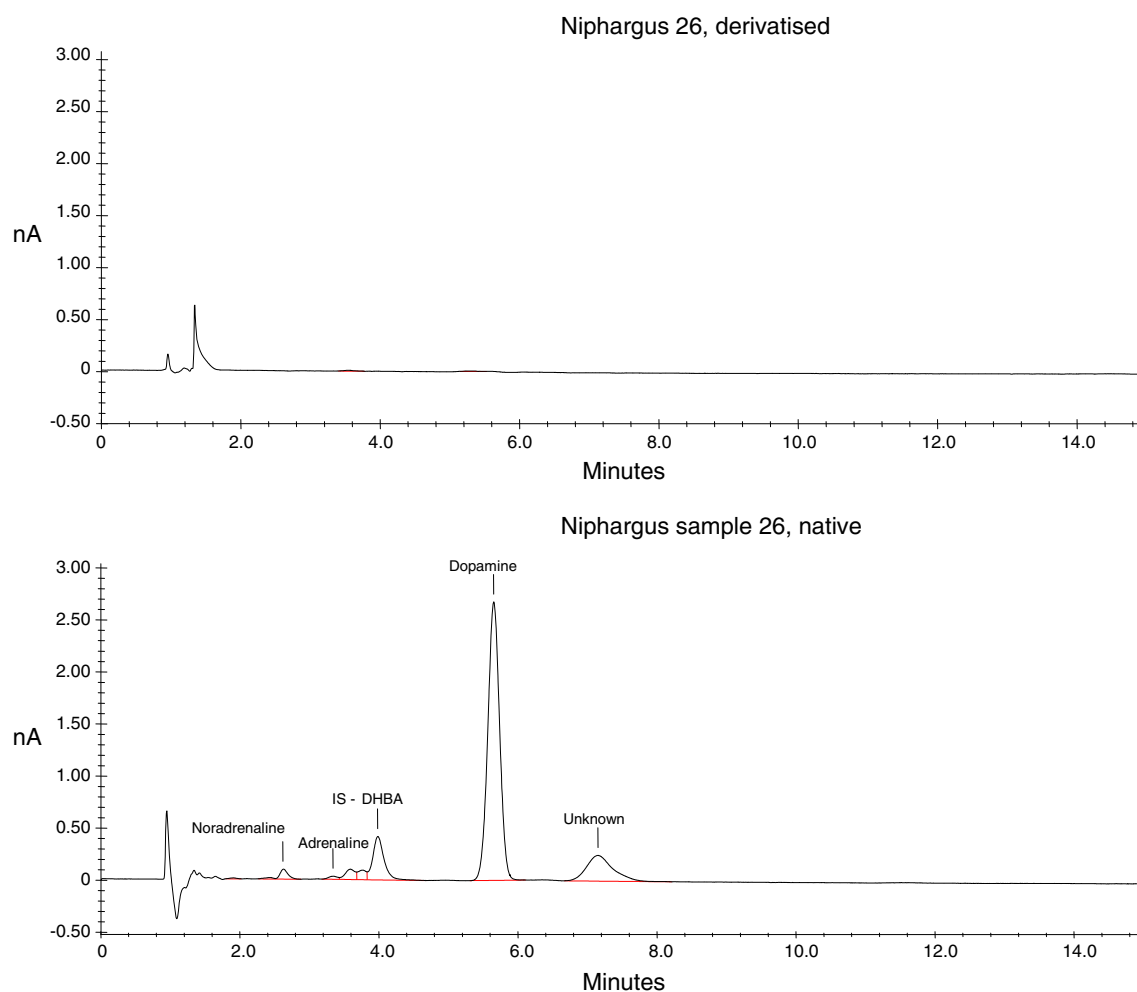 Niphargus 26, derivatised
3.00
2.50
2.00
1.50
nA
1.00
0.50
0
-0.50
0 2.0 4.0 6.0 8.0 10.0 12.0 14.0
Minutes
Niphargus sample 26, native
Dopamine
3.00
2.50
2.00
1.50
nA
1.00
IS - DHBA
Noradrenaline
Adrenaline
Unknown
0.50
0
-0.50
0 2.0 4.0 6.0 8.0 10.0 12.0 14.0
Minutes